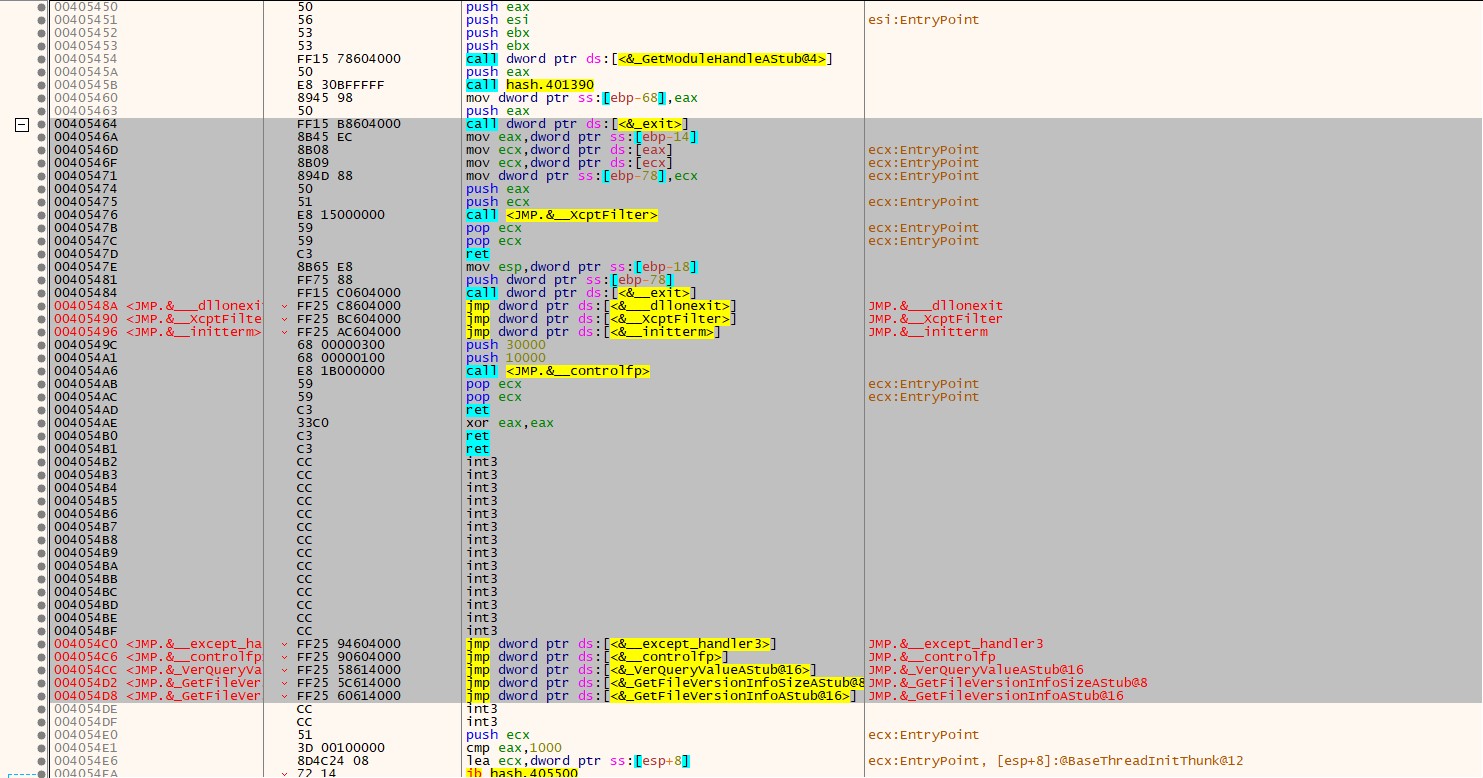 00405450 50 push eax
00405451 56 push esi esi:EntryPoint
00405452 53 push ebx
00405453 53 push ebx
00405454 FF15 78604000 call dword ptr ds:[<&_GetModuleHandleAStub@4>]
0040545A 50 push eax
0040545B E8 30BFFFFF call hash.401390
00405460 8945 98 mov dword ptr ss:[ebp-68],eax
00405463 50 push eax
00405464 FF15 B8604000 call dword ptr ds:[<&_exit>]
0040546A 8B45 EC mov eax,dword ptr ss:[ebp-14]
0040546D 8B08 mov ecx,dword ptr ds:[eax] ecx:EntryPoint
0040546F 8B09 mov ecx,dword ptr ds:[ecx] ecx:EntryPoint
00405471 894D 88 mov dword ptr ss:[ebp-78],ecx ecx:EntryPoint
00405474 50 push eax
00405475 51 push ecx ecx:EntryPoint
00405476 E8 15000000 call <JMP.&__XcptFilter>
0040547B 59 pop ecx ecx:EntryPoint
0040547C 59 pop ecx ecx:EntryPoint
0040547D C3 ret
0040547E 8B65 E8 mov esp,dword ptr ss:[ebp-18]
00405481 FF75 88 push dword ptr ss:[ebp-78]
00405484 FF15 C0604000 call dword ptr ds:[<&__exit>]
0040548A <JMP.&___dllonexit FF25 C8604000 jmp dword ptr ds:[<&___dllonexit>] JMP.&___dllonexit
00405490 <JMP.&__XcptFilte FF25 BC604000 jmp dword ptr ds:[<&__XcptFilter>] JMP.&__XcptFilter
00405496 <JMP.&__initterm> FF25 AC604000 jmp dword ptr ds:[<&__initterm>] JMP.&__initterm
0040549C 68 00000300 push 30000
004054A1 68 00000100 push 10000
004054A6 E8 1B000000 call <JMP.&__controlfp>
004054AB 59 pop ecx ecx:EntryPoint
004054AC 59 pop ecx ecx:EntryPoint
004054AD C3 ret
004054AE 33C0 xor eax,eax
004054B0 C3 ret
004054B1 C3 ret
004054B2 CC int3
004054B3 CC int3
004054B4 CC int3
004054B5 CC int3
004054B6 CC int3
004054B7 CC int3
004054B8 CC int3
004054B9 CC int3
004054BA CC int3
004054BB CC int3
004054BC CC int3
004054BD CC int3
004054BE CC int3
004054BF CC int3
004054C0 <JMP.&__except_ha FF25 94604000 jmp dword ptr ds:[<&__except_handler3>] JMP.&__except_handler3
004054C6 <JMP.&__controlfp FF25 90604000 jmp dword ptr ds:[<&__controlfp>] JMP.&__controlfp
004054CC <JMP.&_VerQueryVa FF25 58614000 jmp dword ptr ds:[<&_VerQueryValueAStub@16>] JMP.&_VerQueryValueAStub@16
004054D2 <JMP.&_GetFileVer FF25 5C614000 jmp dword ptr ds:[<&_GetFileVersionInfoSizeAStub@8 JMP.&_GetFileVersionInfoSizeAStub@8
004054D8 <JMP.&_GetFileVer FF25 60614000 jmp dword ptr ds:[<&_GetFileVersionInfoAStub@16>] JMP.&_GetFileVersionInfoAStub@16
004054DE CC int3
004054DF CC int3
004054E0 51 push ecx ecx:EntryPoint
004054E1 3D 00100000 cmp eax,1000
004054E6 8D4C24 08 lea ecx,dword ptr ss:[esp+8] ecx:EntryPoint, [esp+8]:@BaseThreadInitThunk@12
004054EA 72 14 jb hash.405500